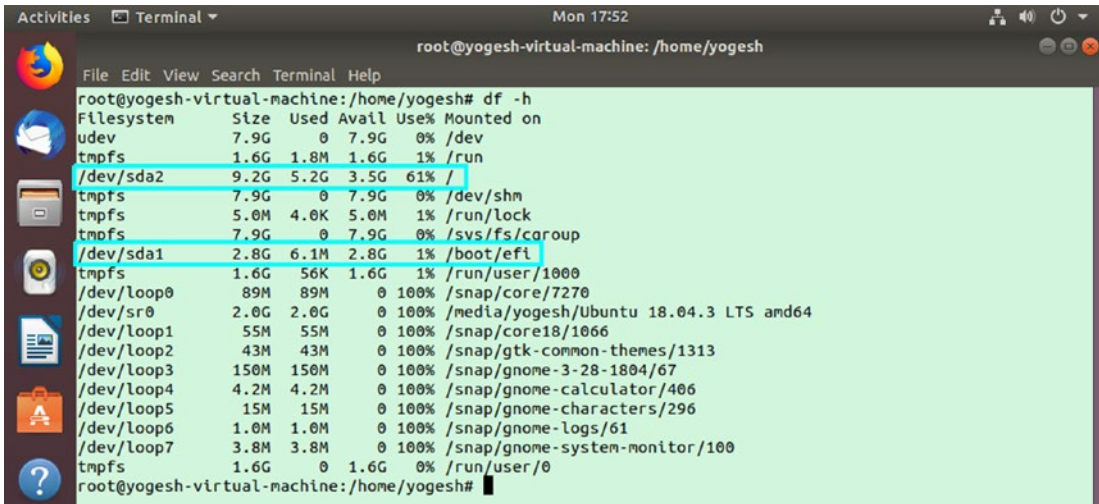 Activities Terminal Mon 17:52
root@yogesh-virtual-machine: /home/yogesh
File Edit View Search Terminal Help
root@yogesh-virtual-machine:/home/yogesh# df -h
Filesystem Size Used Avail Use% Mounted on
udev 7.9G 0 7.9G 0% /dev
tmpfs 1.6G 1.8M 1.6G 1% /run
/dev/sda2 9.2G 5.2G 3.5G 61% /
tmpfs 7.9G 0 7.9G 0% /dev/shm
tmpfs 5.0M 4.0K 5.0M 1% /run/lock
tmpfs 7.9G 0 7.9G 0% /sys/fs/cgroup
/dev/sda1 2.8G 6.1M 2.8G 1% /boot/efi
tmpfs 1.6G 56K 1.6G 1% /run/user/1000
/dev/loop0 89M 89M 0 100% /snap/core/7270
/dev/sr0 2.0G 2.0G 0 100% /media/yogesh/Ubuntu 18.04.3 LTS amd64
/dev/loop1 55M 55M 0 100% /snap/core18/1066
/dev/loop2 43M 43M 0 100% /snap/gtk-common-themes/1313
/dev/loop3 150M 150M 0 100% /snap/gnome-3-28-1804/67
/dev/loop4 4.2M 4.2M 0 100% /snap/gnome-calculator/406
/dev/loop5 15M 15M 0 100% /snap/gnome-characters/296
/dev/loop6 1.0M 1.0M 0 100% /snap/gnome-logs/61
/dev/loop7 3.8M 3.8M 0 100% /snap/gnome-system-monitor/100
tmpfs 1.6G 0 1.6G 0% /run/user/0
root@yogesh-virtual-machine:/home/yogesh#